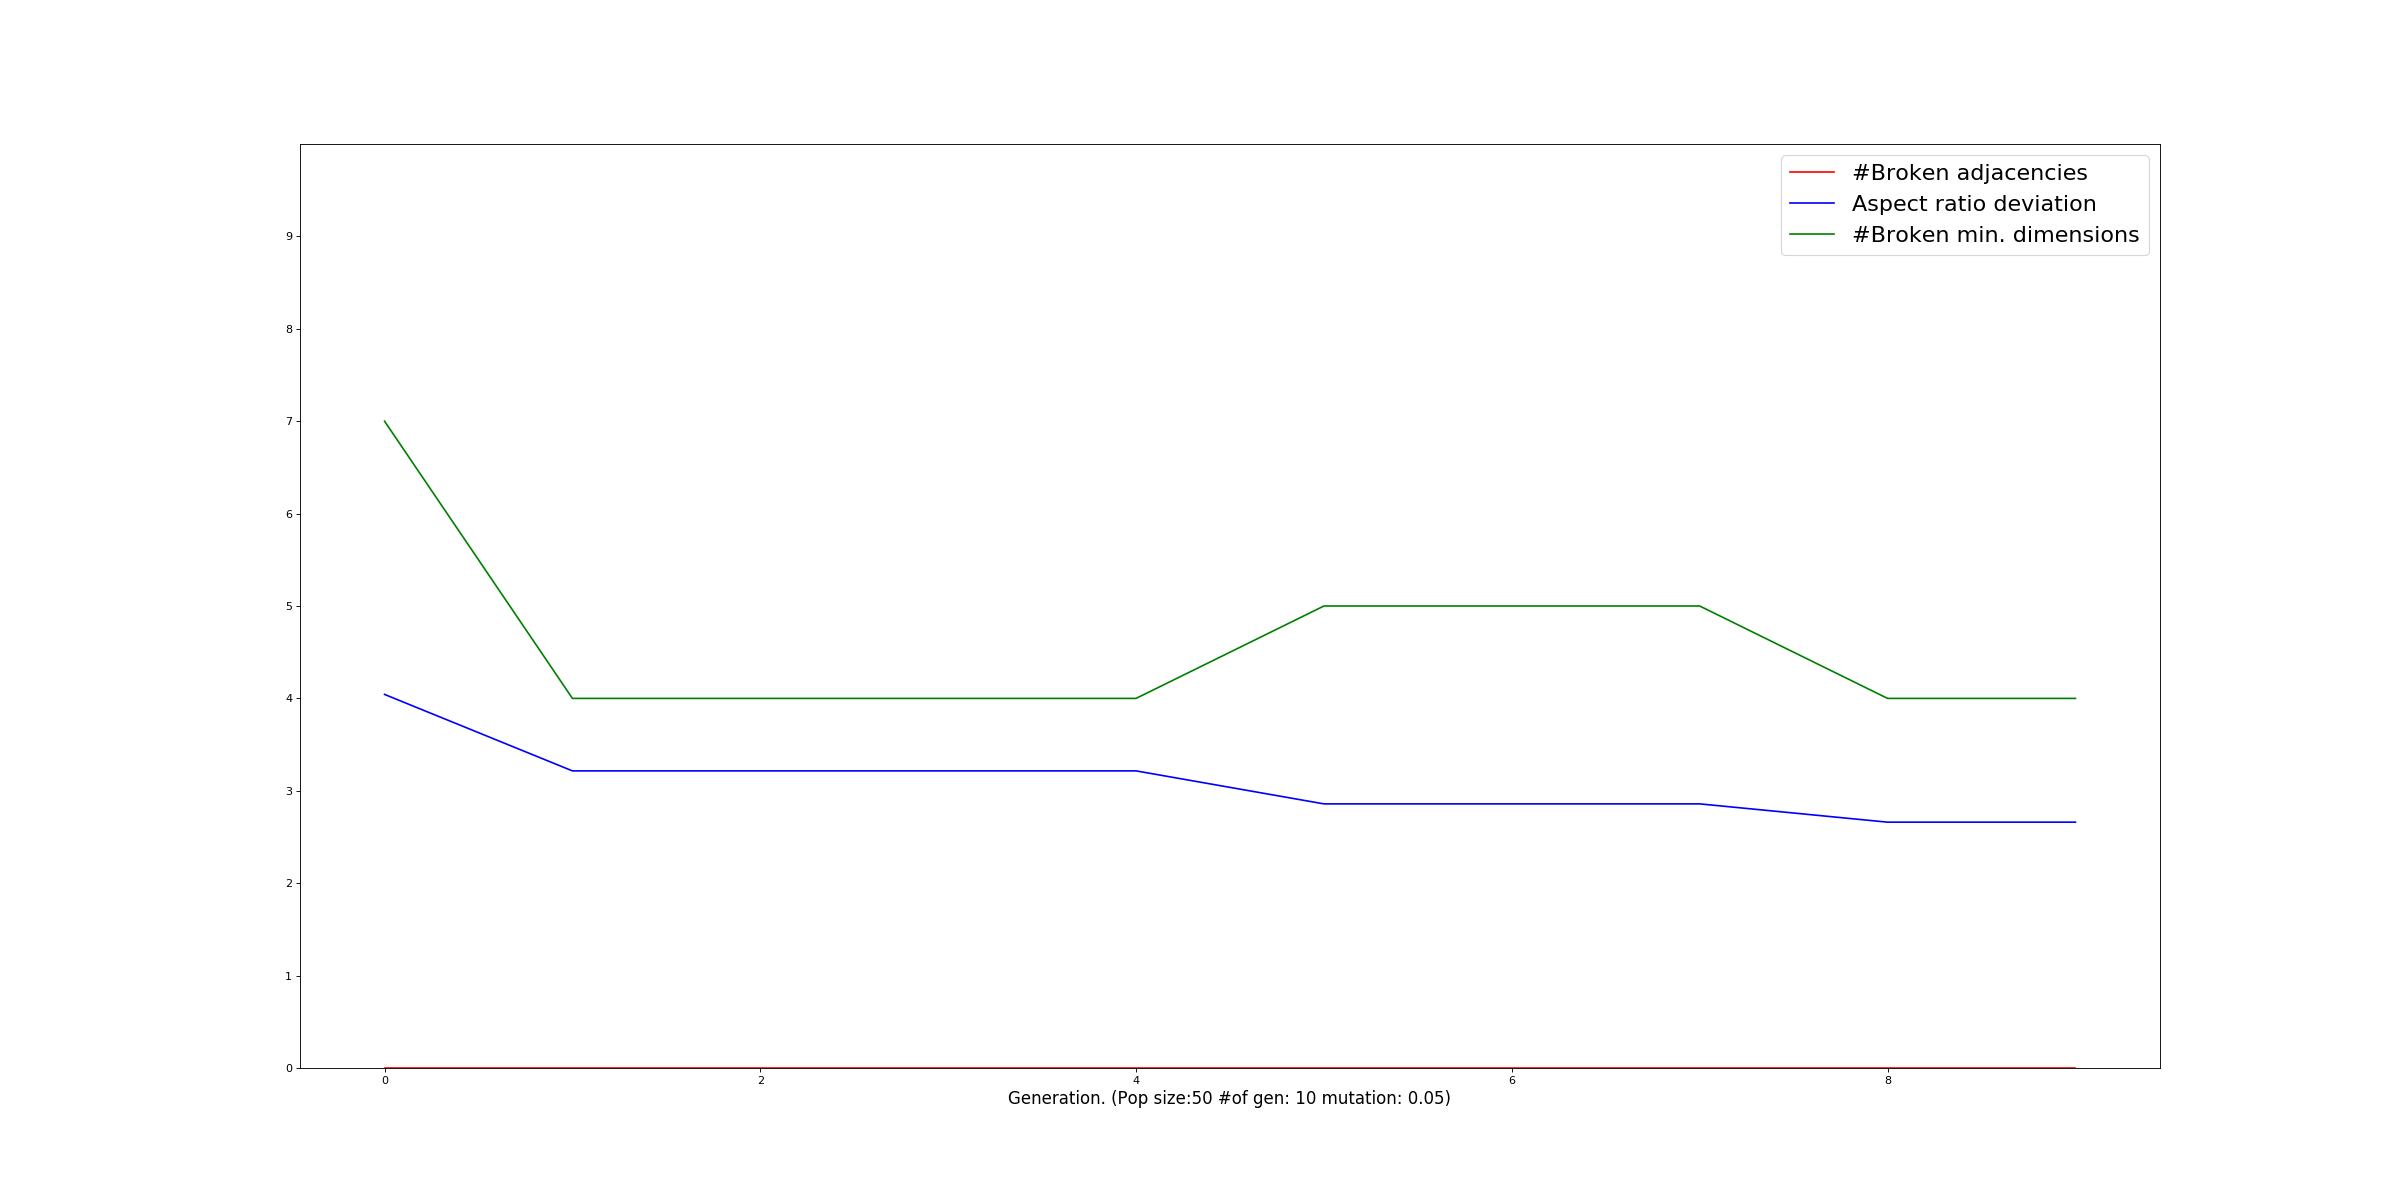 #Broken adjacencies
Aspect ratio deviation
#Broken min. dimensions
9
8
7
6
5
4
3
2
1
0
0 2 4 6 8
Generation. (Pop size:50 #of gen: 10 mutation: 0.05)